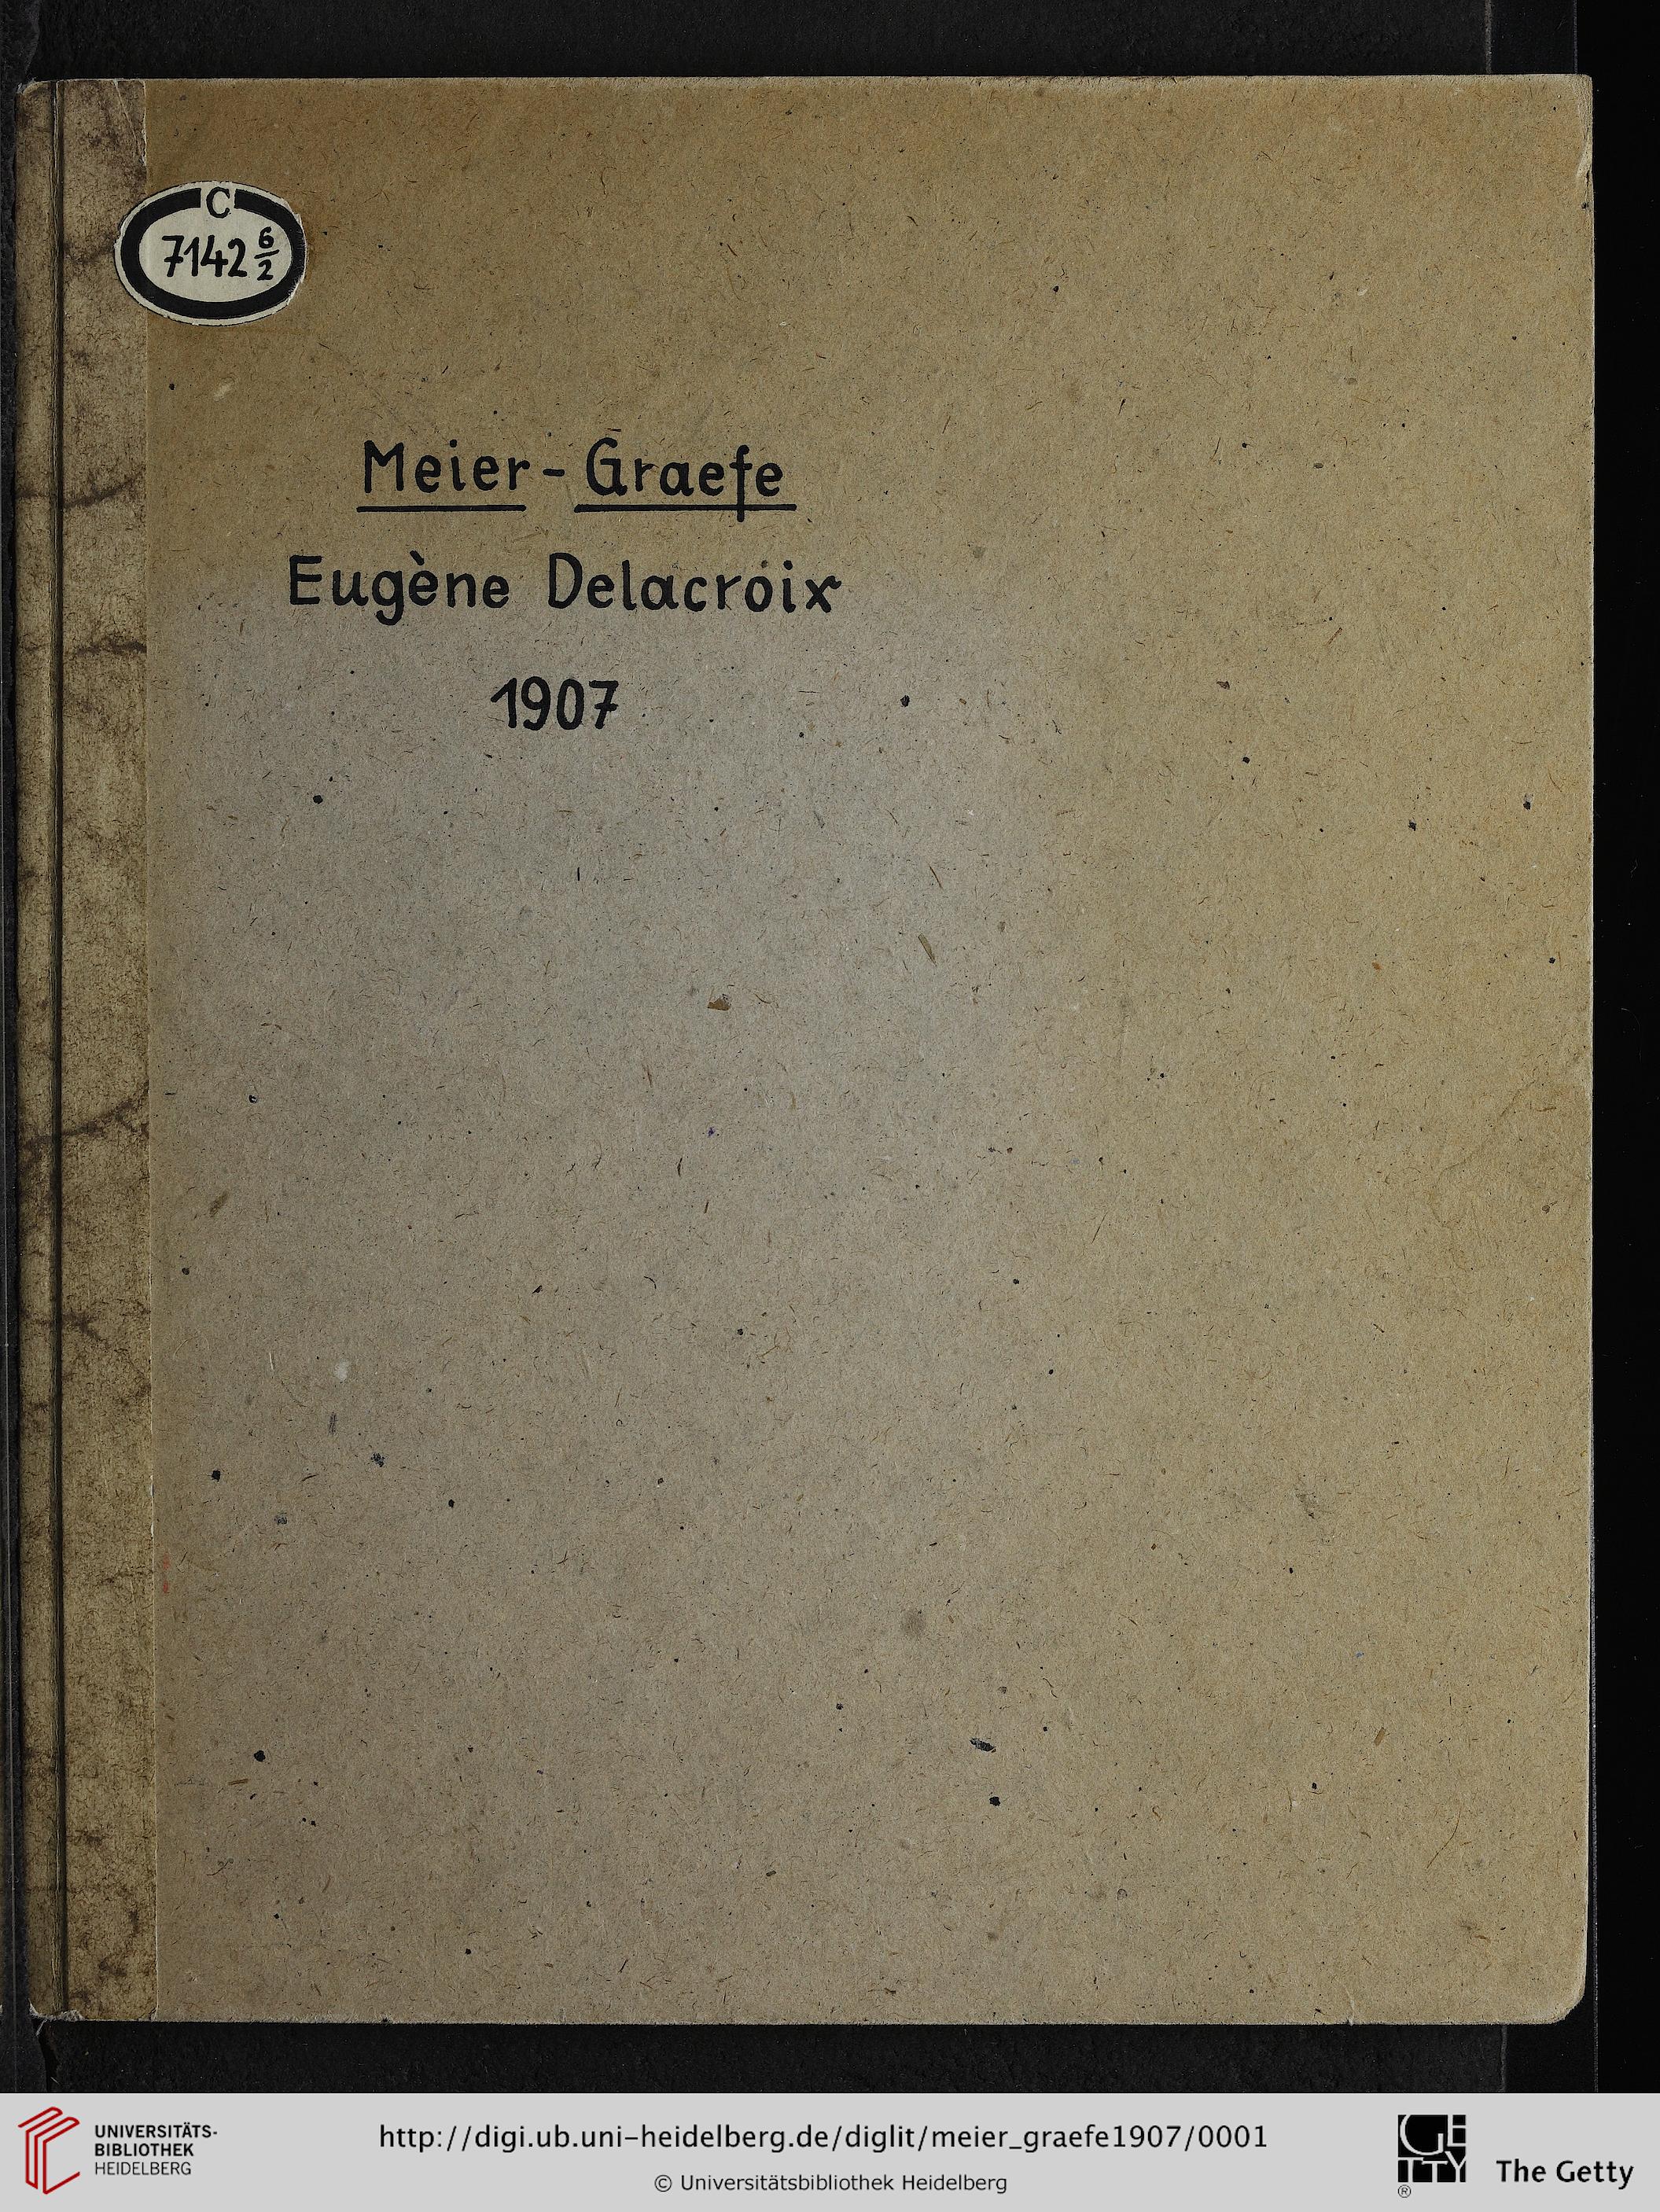 C
7142 6/2
Meier-Graefe
Eugène Delacroix
1907
UNIVERSITÄTS-
BIBLIOTHEK
HEIDELBERG
http://digi.ub.uni-heidelberg.de/diglit/meier_graefe1907/0001
© Universitätsbibliothek Heidelberg
GETTY
®
The Getty